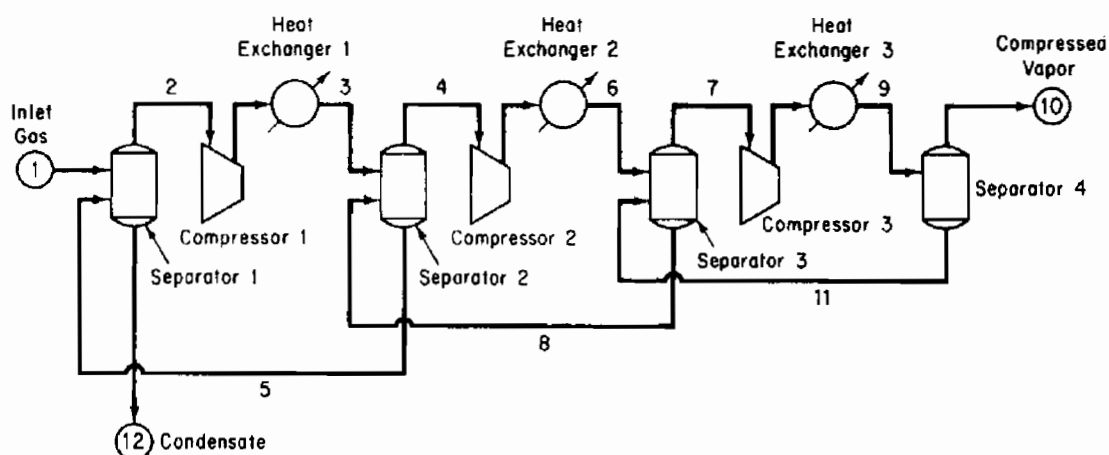 Heat
Exchanger 1
Heat
Exchanger 2
Heat
Exchanger 3
Compressed
Vapor
Inlet
Gas
1
2
3
4
6
7
9
10
Separator 4
Compressor 1
Compressor 2
Compressor 3
Separator 1
Separator 2
Separator 3
11
8
5
12 Condensate